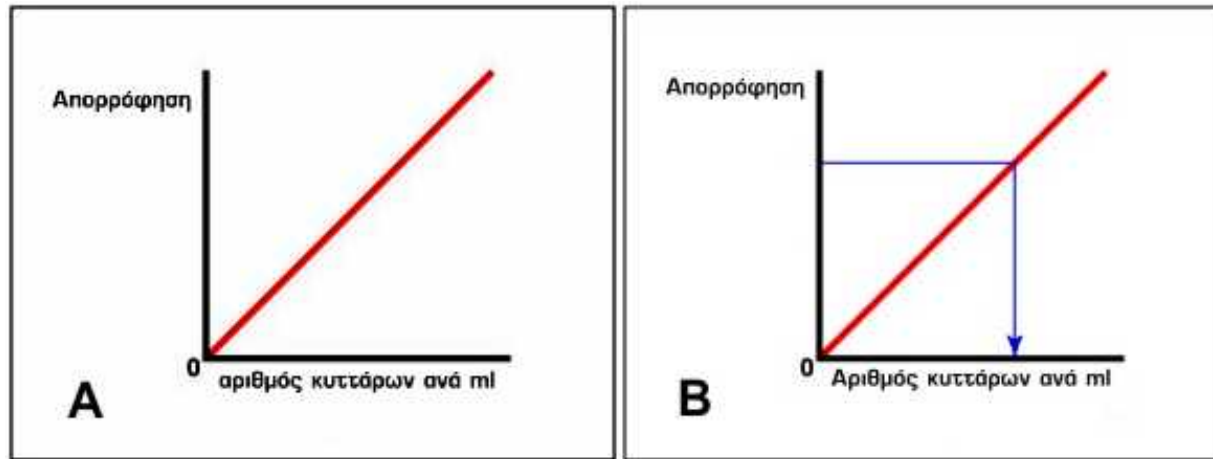 Απορρόφηση
0
αριθμός κυττάρων ανά ml
A
Απορρόφηση
0
Αριθμός κυττάρων ανά ml
B